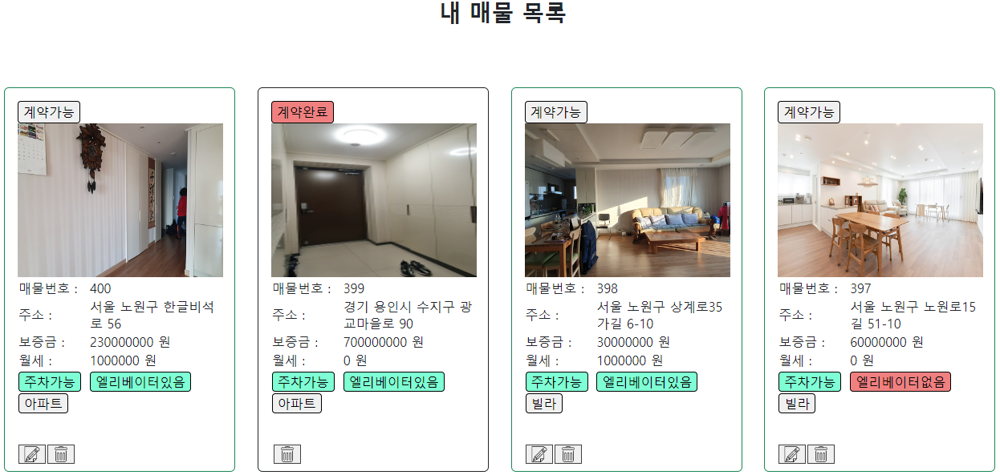 내 매물 목록
계약가능
매물번호 : 400
주소 : 서울 노원구 한글비석
로 56
보증금 : 230000000 원
월세 : 1000000 원
주차가능 엘리베이터있음
아파트
계약완료
매물번호 : 399
주소 : 경기 용인시 수지구 광
교마을로 90
보증금 : 700000000 원
월세 : 0 원
주차가능 엘리베이터있음
아파트
계약가능
매물번호 : 398
주소 : 서울 노원구 상계로35
가길 6-10
보증금 : 30000000 원
월세 : 1000000 원
주차가능 엘리베이터있음
빌라
계약가능
매물번호 : 397
주소 : 서울 노원구 노원로15
길 51-10
보증금 : 60000000 원
월세 : 0 원
주차가능 엘리베이터없음
빌라